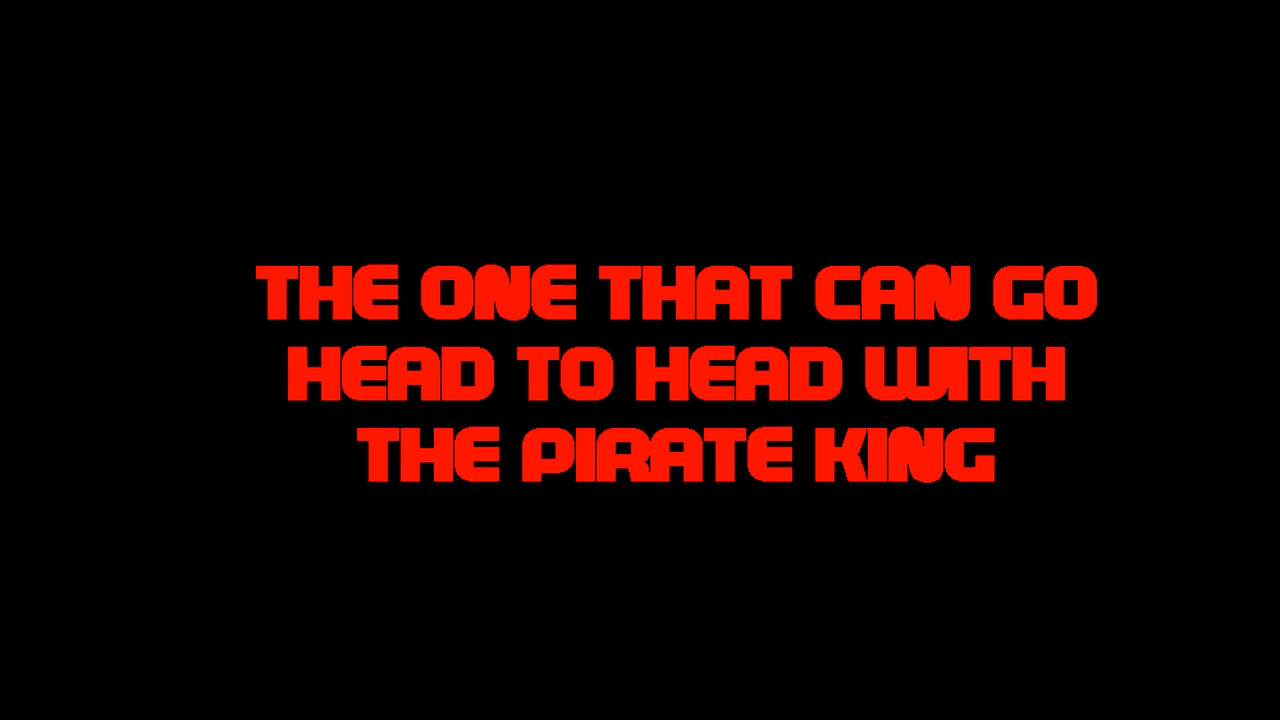 THE ONE THAT CAN GO
HEAD TO HEAD WITH
THE PIRATE KING